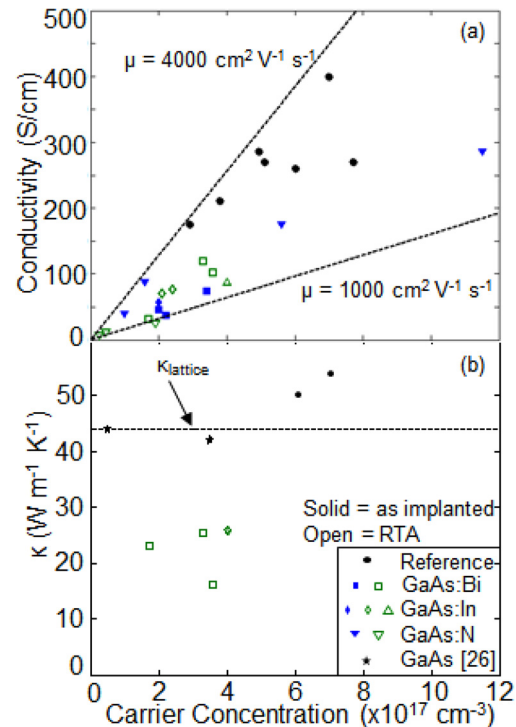 500
(a)
μ = 4000 cm² V⁻¹ s⁻¹
400
300
200
100
μ = 1000 cm² V⁻¹ s⁻¹
0
Conductivity (S/cm)
(b)
κlattice
50
40
30
20
10
0
κ (W m⁻¹ K⁻¹)
Solid = as implanted
Open = RTA
Reference
GaAs:Bi
GaAs:In
GaAs:N
GaAs [26]
0 2 4 6 8 10 12
Carrier Concentration (x10¹⁷ cm⁻³)